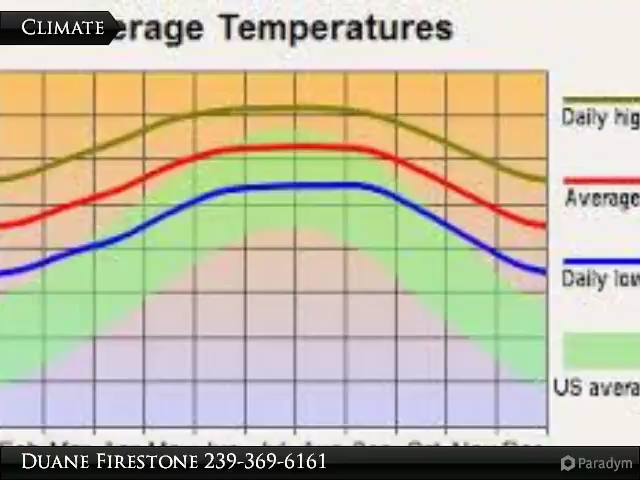 CLIMATE
erage Temperatures
Daily hig
Average
Daily low
US avera
DUANE FIRESTONE 239-369-6161
Paradym